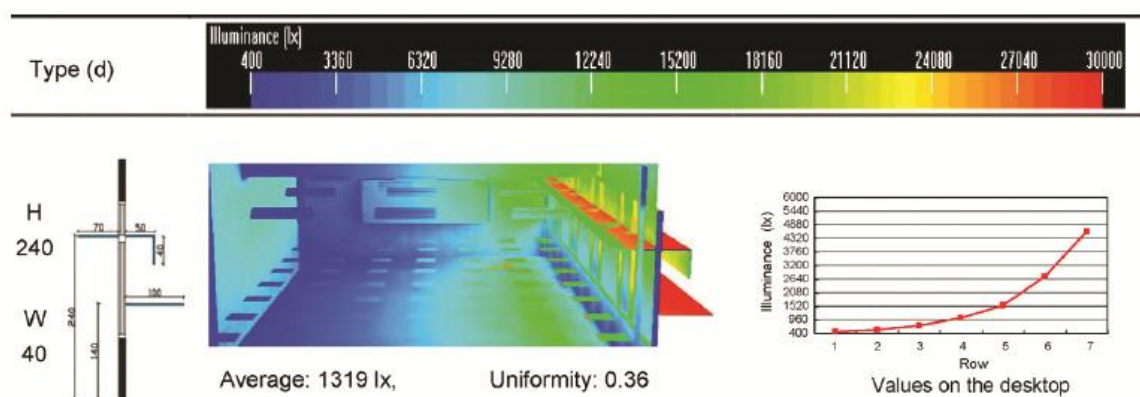 Type (d)
Illuminance (lx)
400 3360 6320 9280 12240 15200 18160 21120 24080 27040 30000
H
240
W
40
70 50
40
100
240
140
Average: 1319 lx, Uniformity: 0.36
Illuminance (lx)
6000
5440
4880
4320
3760
3200
2640
2080
1520
960
400
1 2 3 4 5 6 7
Row
Values on the desktop